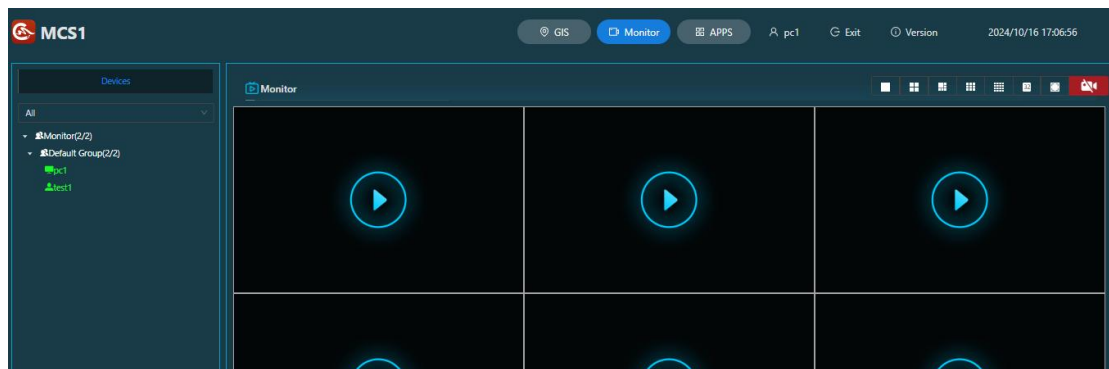 MCS1
GIS
Monitor
APPS
pc1
Exit
Version
2024/10/16 17:06:56
Devices
Monitor
All
Monitor(2/2)
Default Group(2/2)
pc1
test1